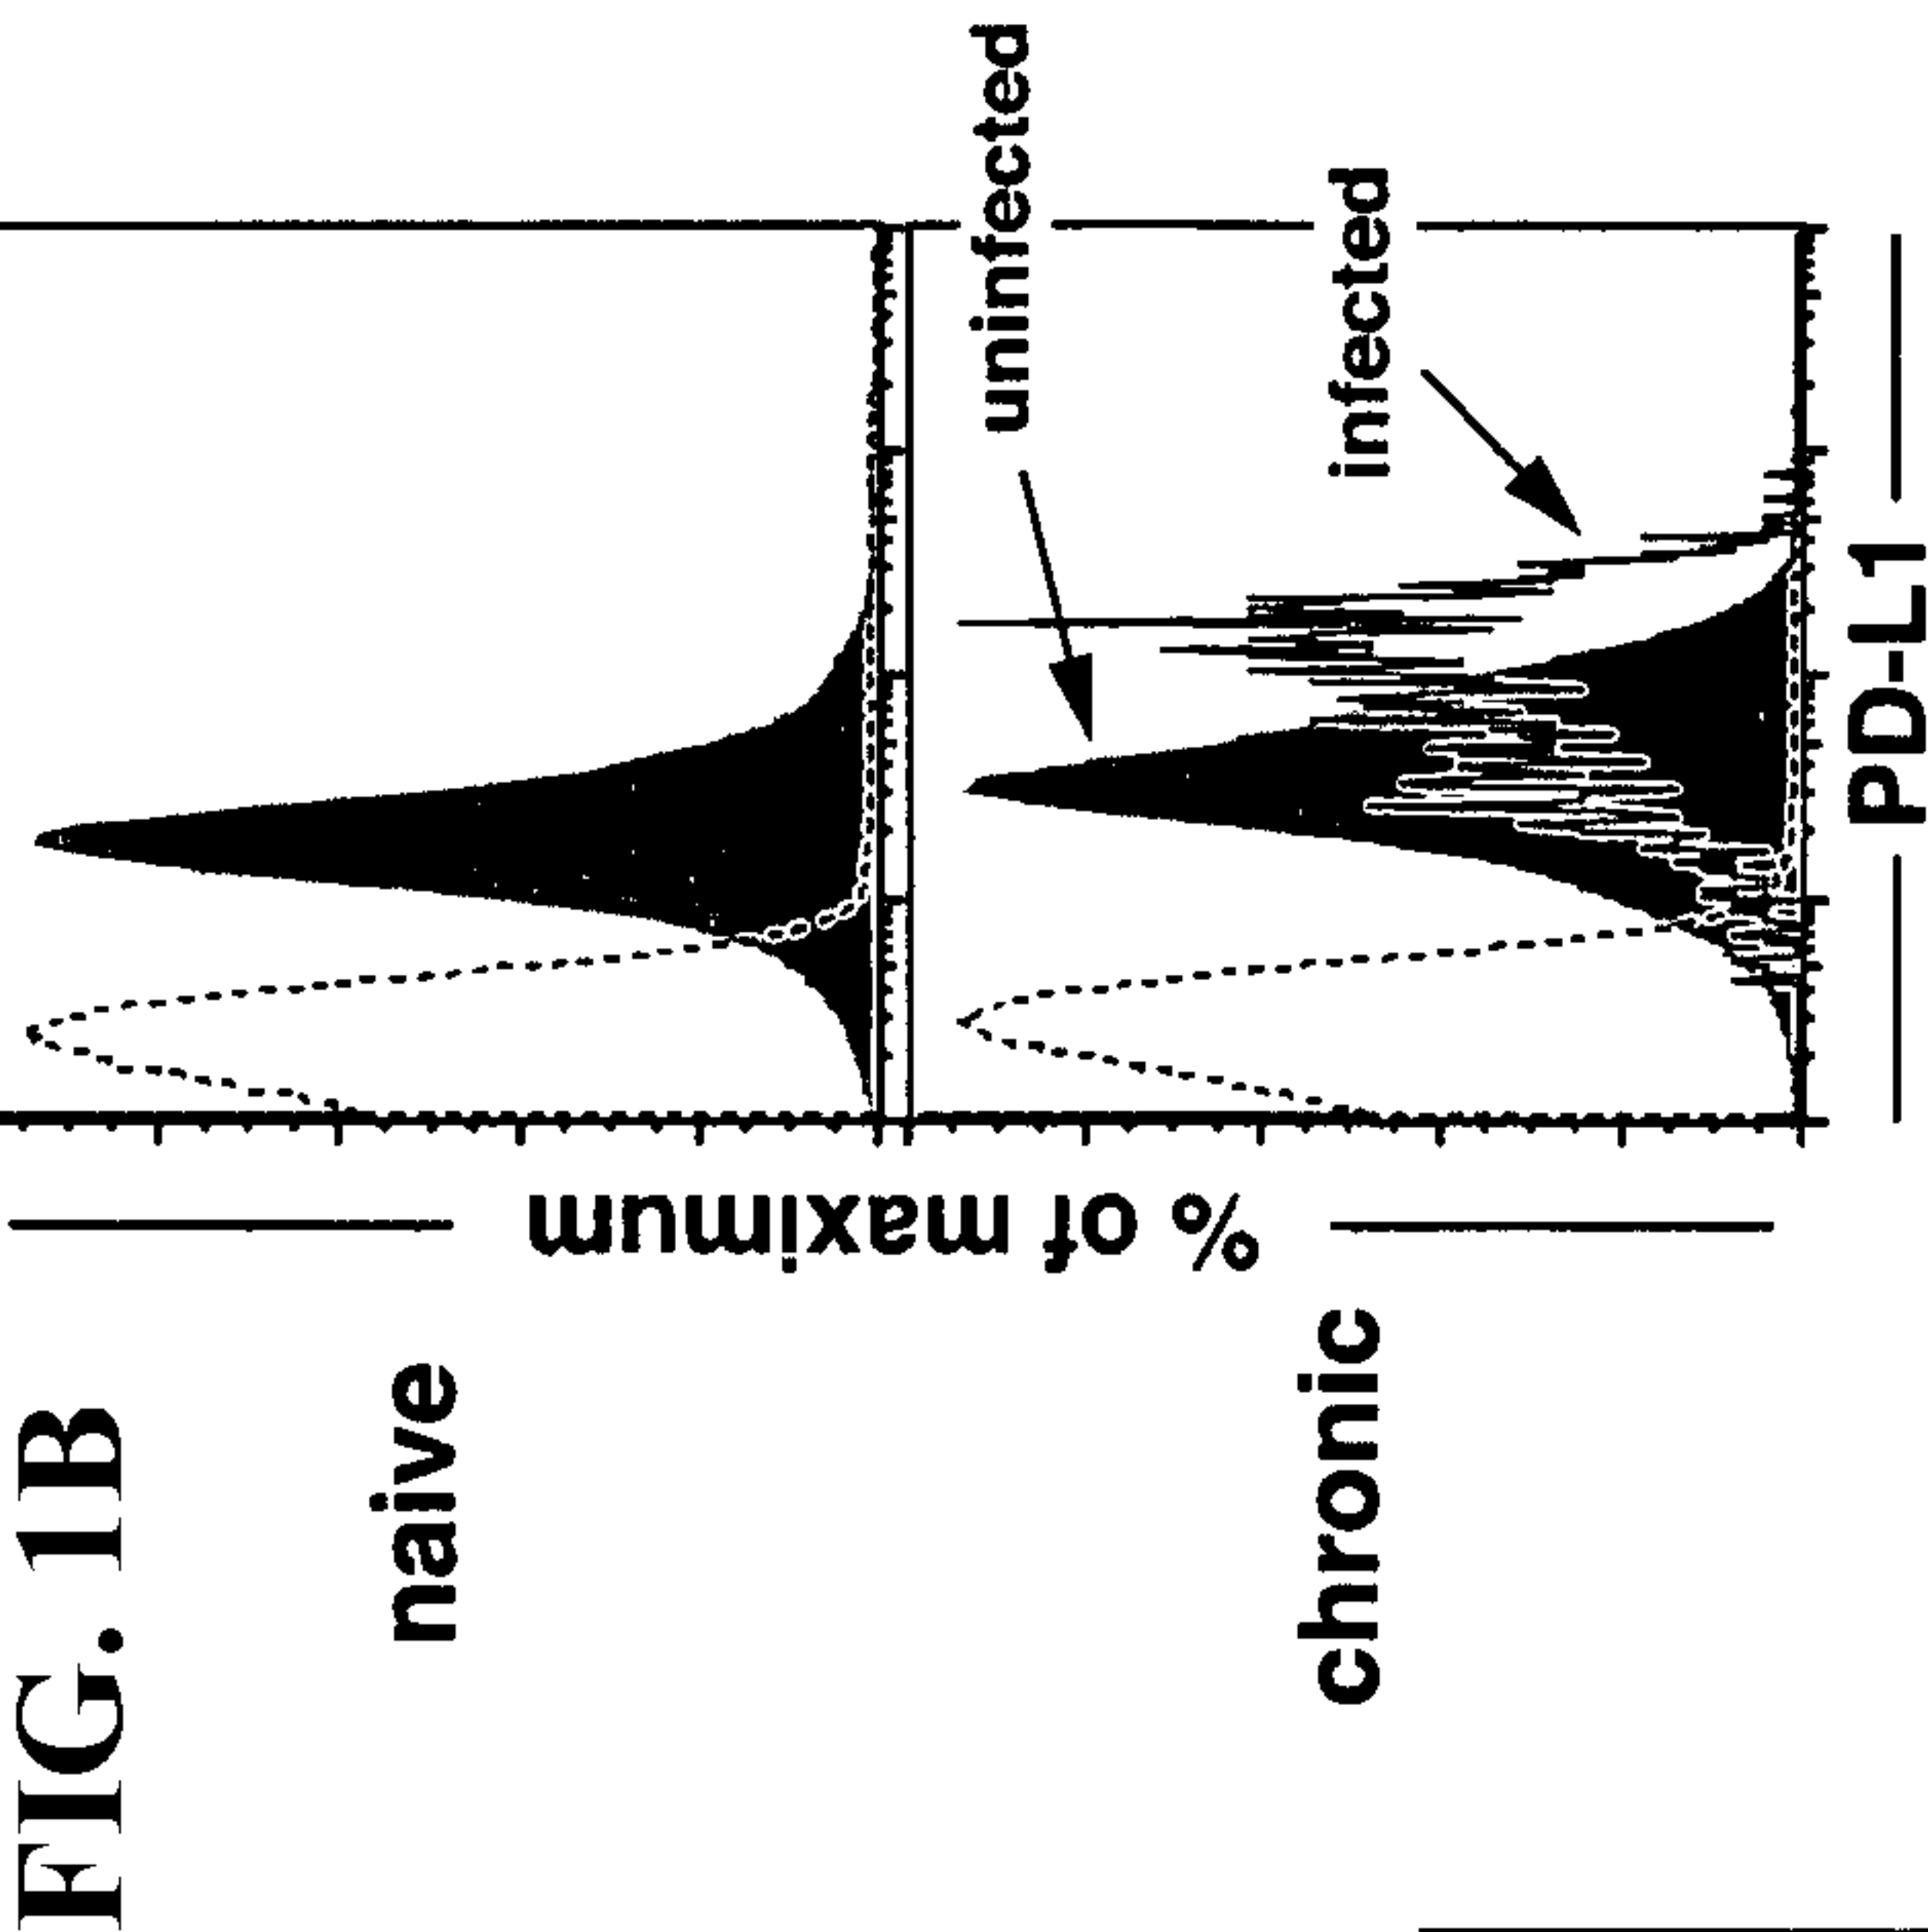 FIG. 1B
naive
% of maximum
chronic
uninfected
infected
PD-L1